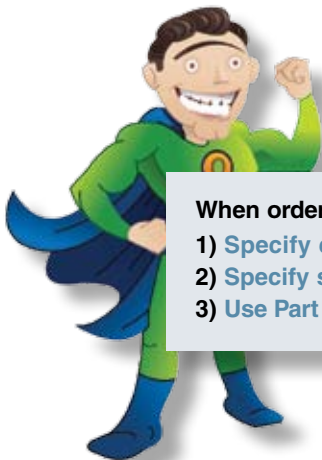 When order
1) Specify
2) Specify
3) Use Part